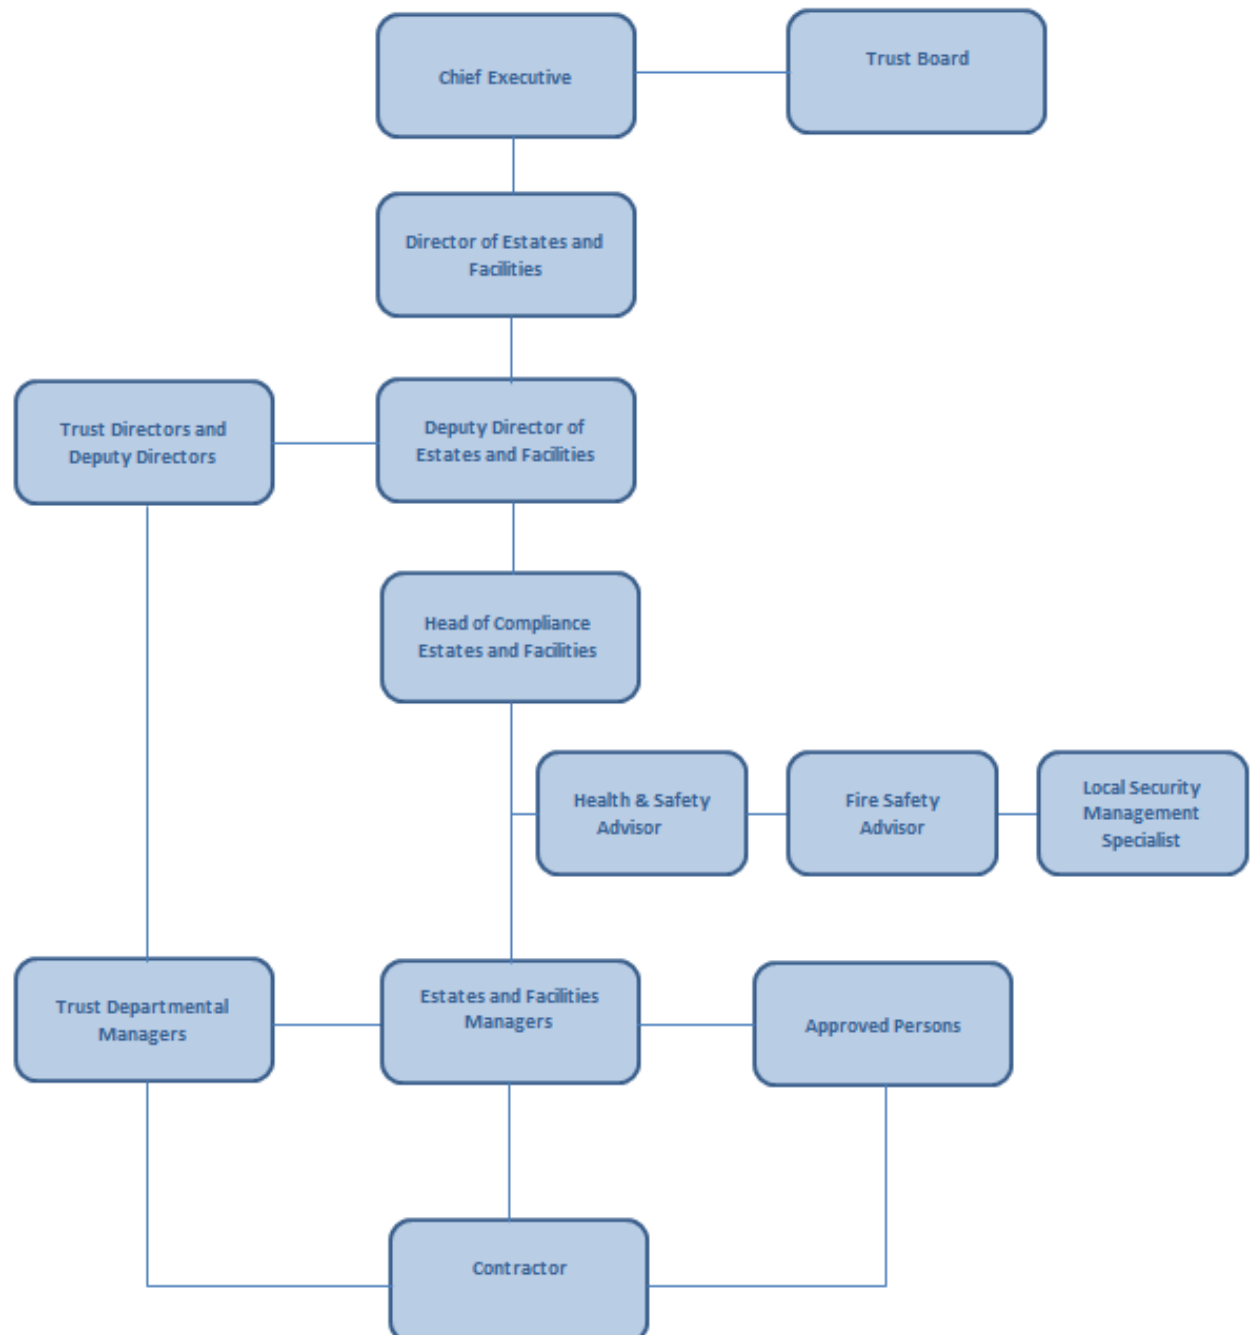 Chief Executive
Trust Board
Director of Estates and
Facilities
Trust Directors and
Deputy Directors
Deputy Director of
Estates and Facilities
Head of Compliance
Estates and Facilities
Health & Safety
Advisor
Fire Safety
Advisor
Local Security
Management
Specialist
Trust Departmental
Managers
Estates and Facilities
Managers
Approved Persons
Contractor